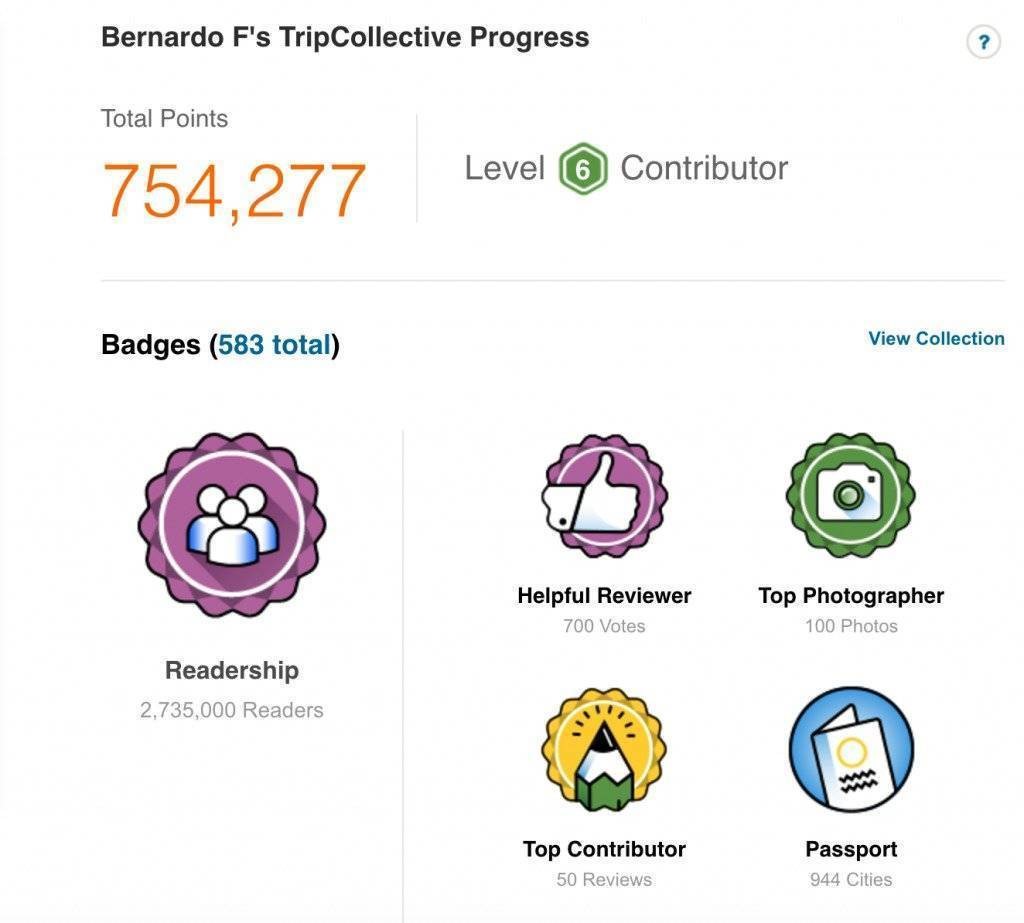 Bernardo F's TripCollective Progress
?
Total Points
754,277
Level 6 Contributor
Badges (583 total)
View Collection
Readership
2,735,000 Readers
Helpful Reviewer
700 Votes
Top Photographer
100 Photos
Top Contributor
50 Reviews
Passport
944 Cities